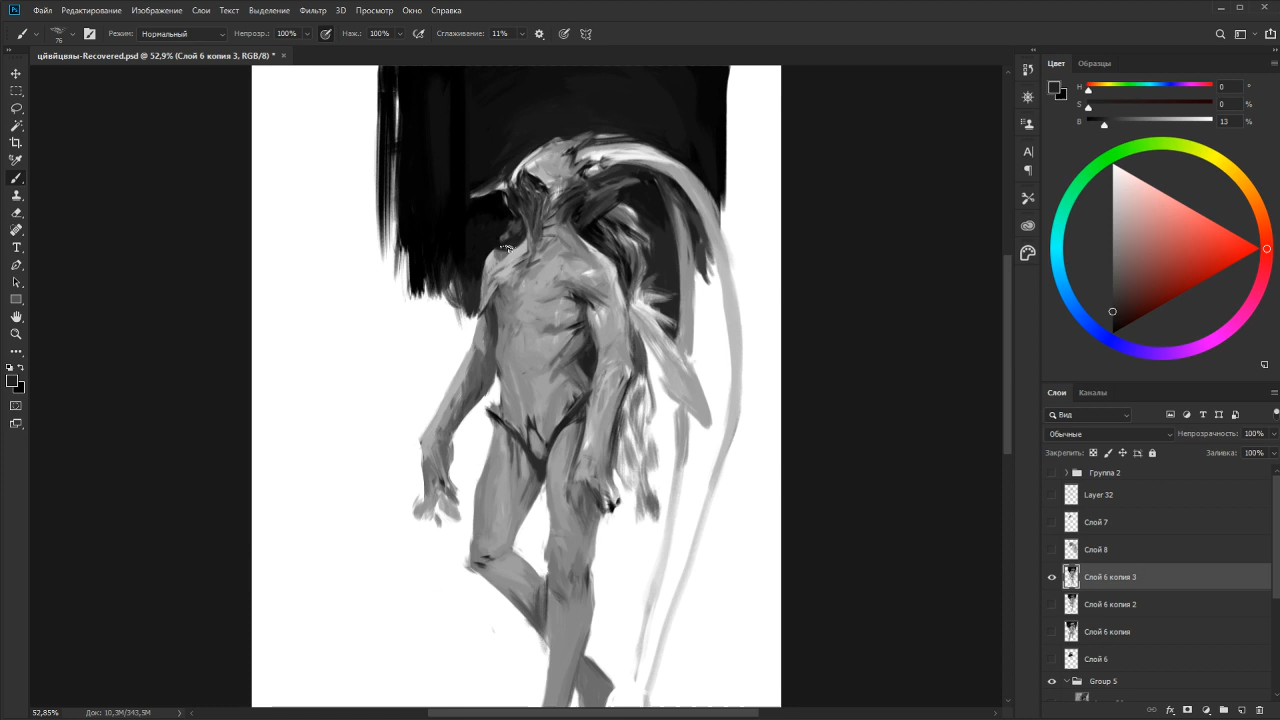 Ps Файл Редактирование Изображение Слои Текст Выделение Фильтр 3D Просмотр Окно Справка
76 Режим: Нормальный Непрозр.: 100% Наж.: 100% Сглаживание: 11%
цйвйцвяы-Recovered.psd @ 52,9% (Слой 6 копия 3, RGB/8) * ×
Цвет Образцы
H 0 °
S 0 %
B 13 %
Слои Каналы
Вид
Обычные Непрозрачность: 100%
Закрепить: Заливка: 100%
Группа 2
Layer 32
Слой 7
Слой 8
Слой 6 копия 3
Слой 6 копия 2
Слой 6 копия
Слой 6
Group 5
52,85% Док: 10,3M/343,5M